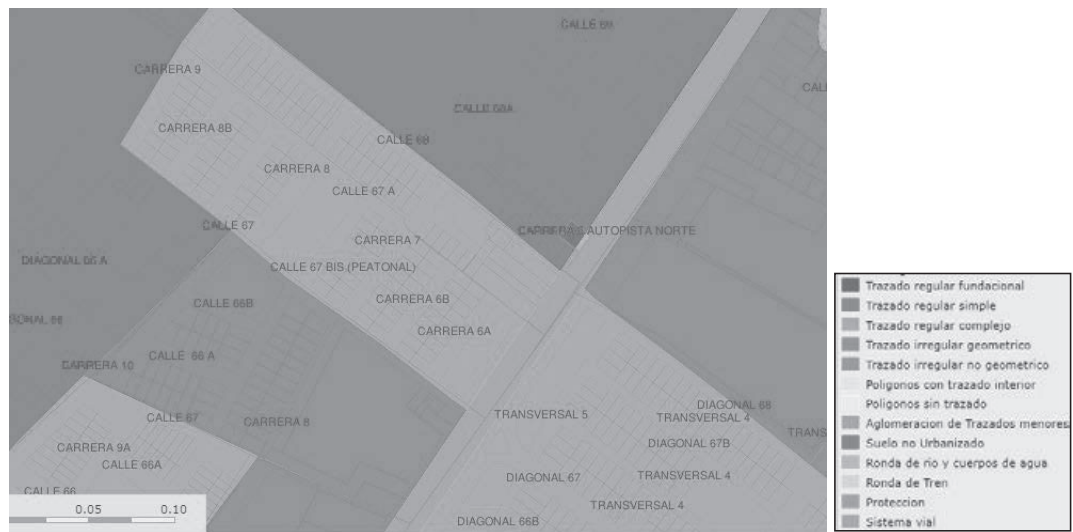 CALLE 69
CARRERA 9
CALL
CALLE 68A
CARRERA 8B
CALLE 68
CARRERA 8
CALLE 67 A
CALLE 67
AUTOPISTA NORTE
CARRERA 7
DIAGONAL 66 A
CALLE 67 BIS (PEATONAL)
CARRERA 6B
CALLE 66B
CARRERA 6A
CALLE 66 A
CARRERA 10
DIAGONAL 68
TRANSVERSAL 5
TRANSVERSAL 4
CALLE 67
CARRERA 8
TRANS
DIAGONAL 67B
CARRERA 9A
CALLE 66A
DIAGONAL 67
TRANSVERSAL 4
CALLE 66
TRANSVERSAL 4
0.05 0.10
DIAGONAL 66B
Trazado regular fundacional
Trazado regular simple
Trazado regular complejo
Trazado irregular geometrico
Trazado irregular no geometrico
Poligonos con trazado interior
Poligonos sin trazado
Aglomeracion de Trazados menores
Suelo no Urbanizado
Ronda de rio y cuerpos de agua
Ronda de Tren
Proteccion
Sistema vial